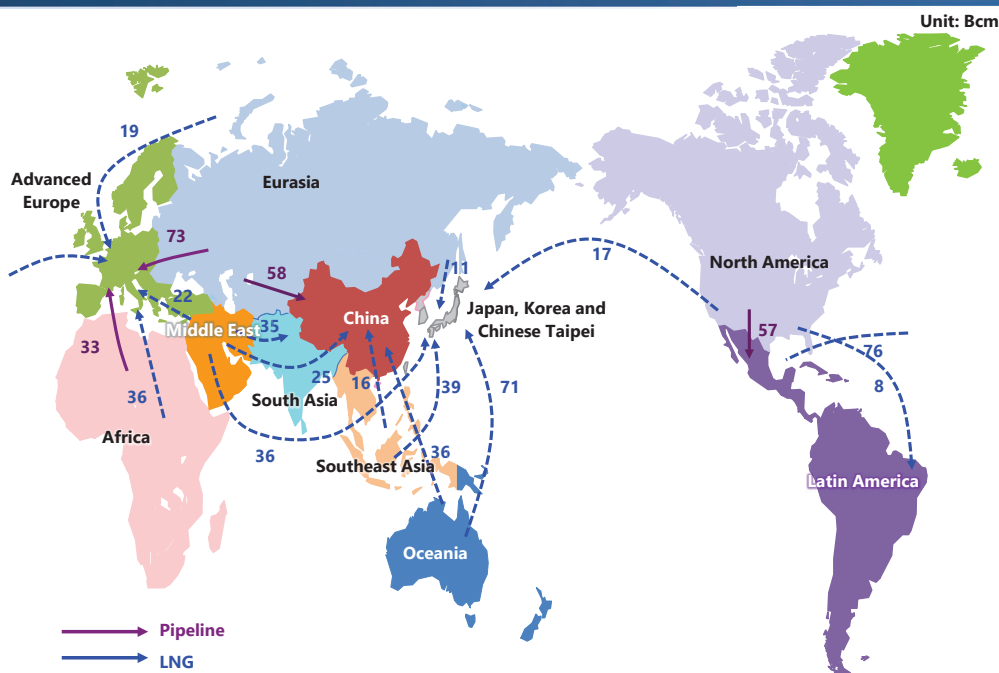 Unit: Bcm
19
Advanced
Europe
Eurasia
73
58
11
17
North America
22
Middle East
35
China
Japan, Korea and
Chinese Taipei
57
33
25
16
39
71
76
8
36
South Asia
Africa
36
Southeast Asia
36
Latin America
Oceania
Pipeline
LNG